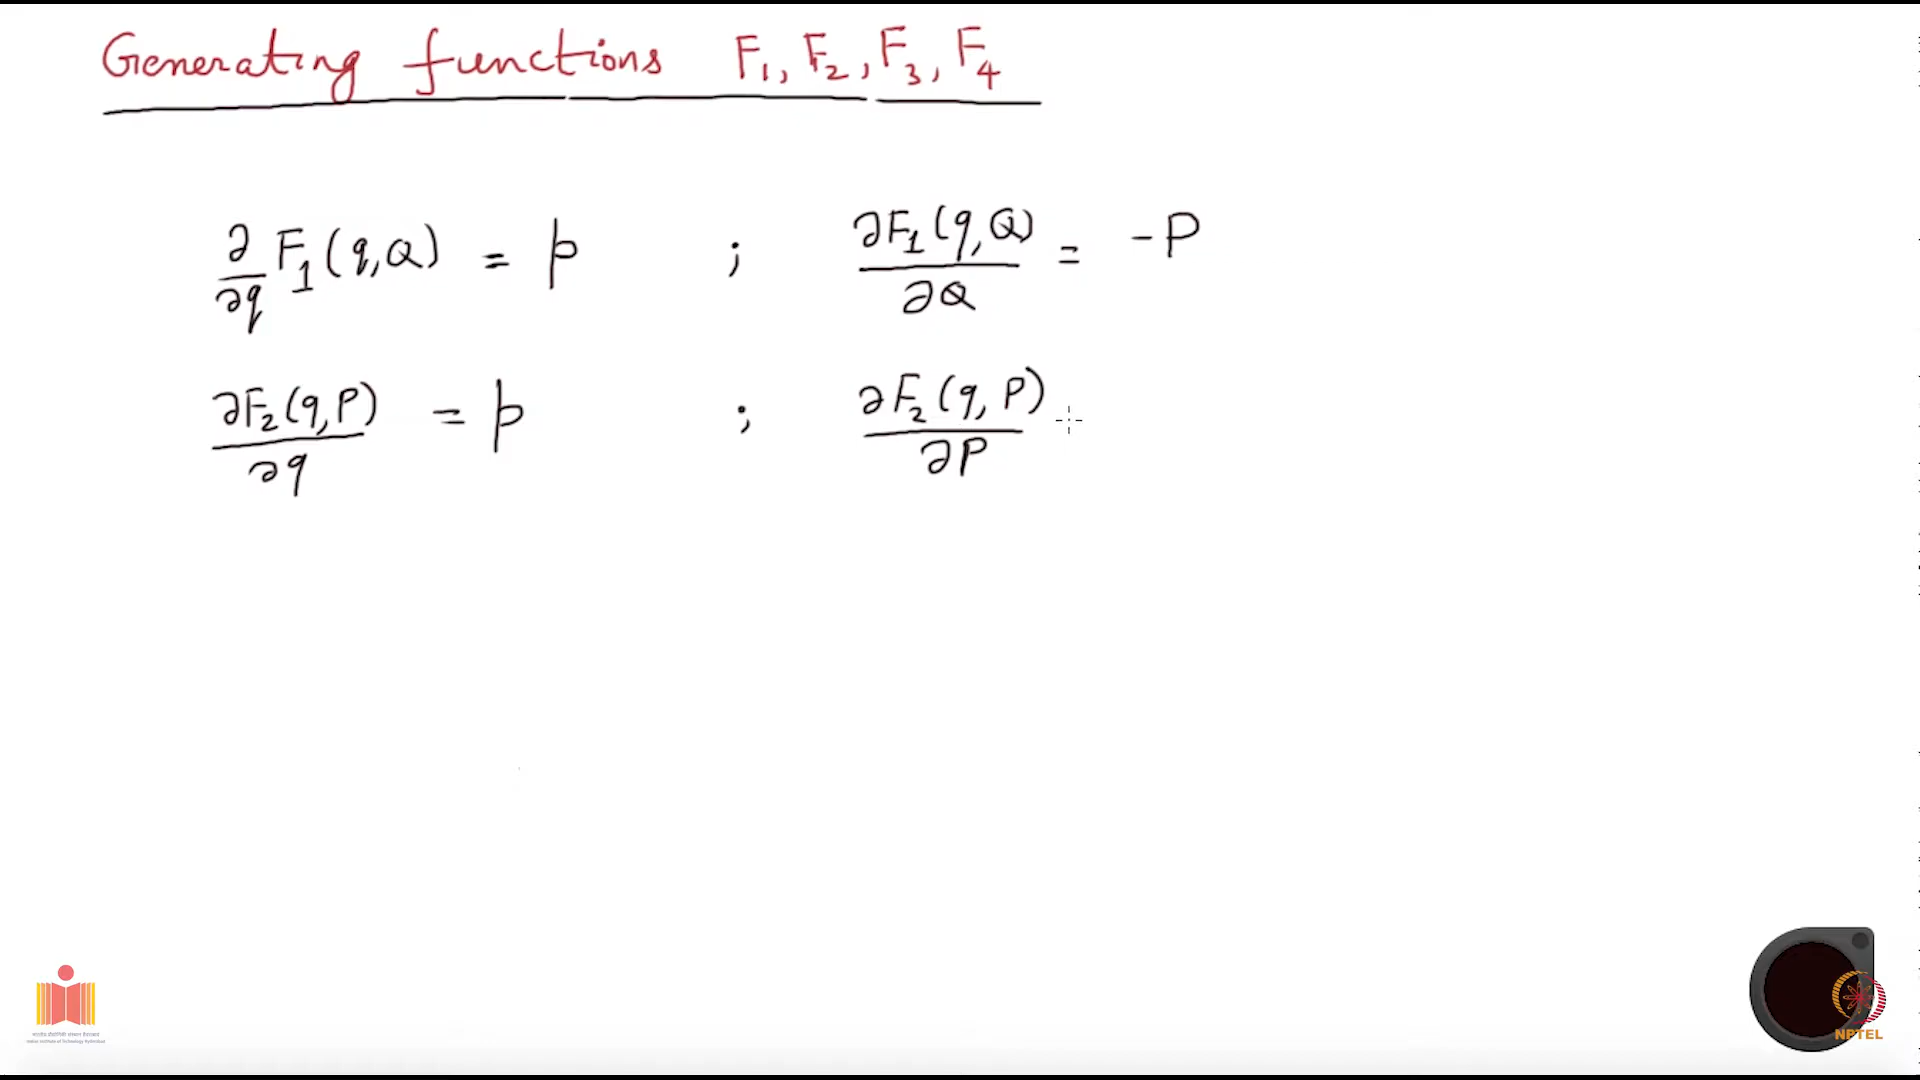 Generating functions F₁, F₂, F₃, F₄
∂/∂q F₁(q,Q) = p ; ∂F₁(q,Q)/∂Q = -P
∂F₂(q,P)/∂q = p ; ∂F₂(q,P)/∂P
NPTEL